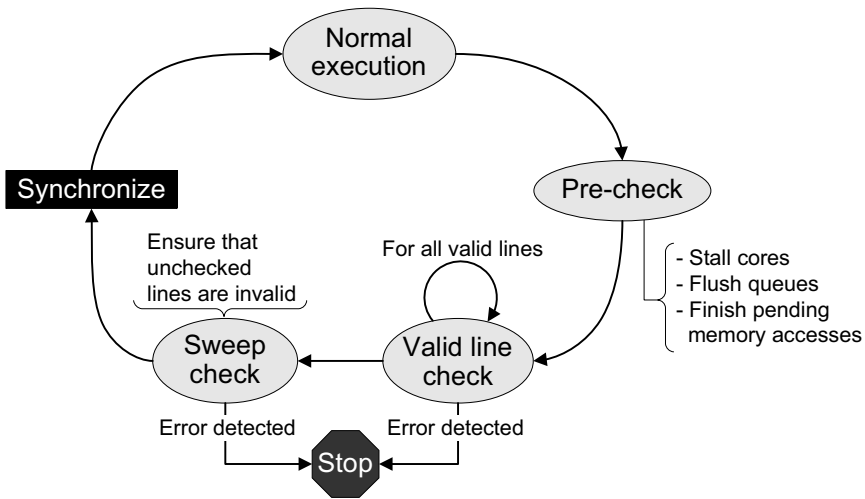 Normal
execution
Synchronize
Pre-check
- Stall cores
- Flush queues
- Finish pending
memory accesses
Ensure that
unchecked
lines are invalid
For all valid lines
Sweep
check
Valid line
check
Error detected
Error detected
Stop